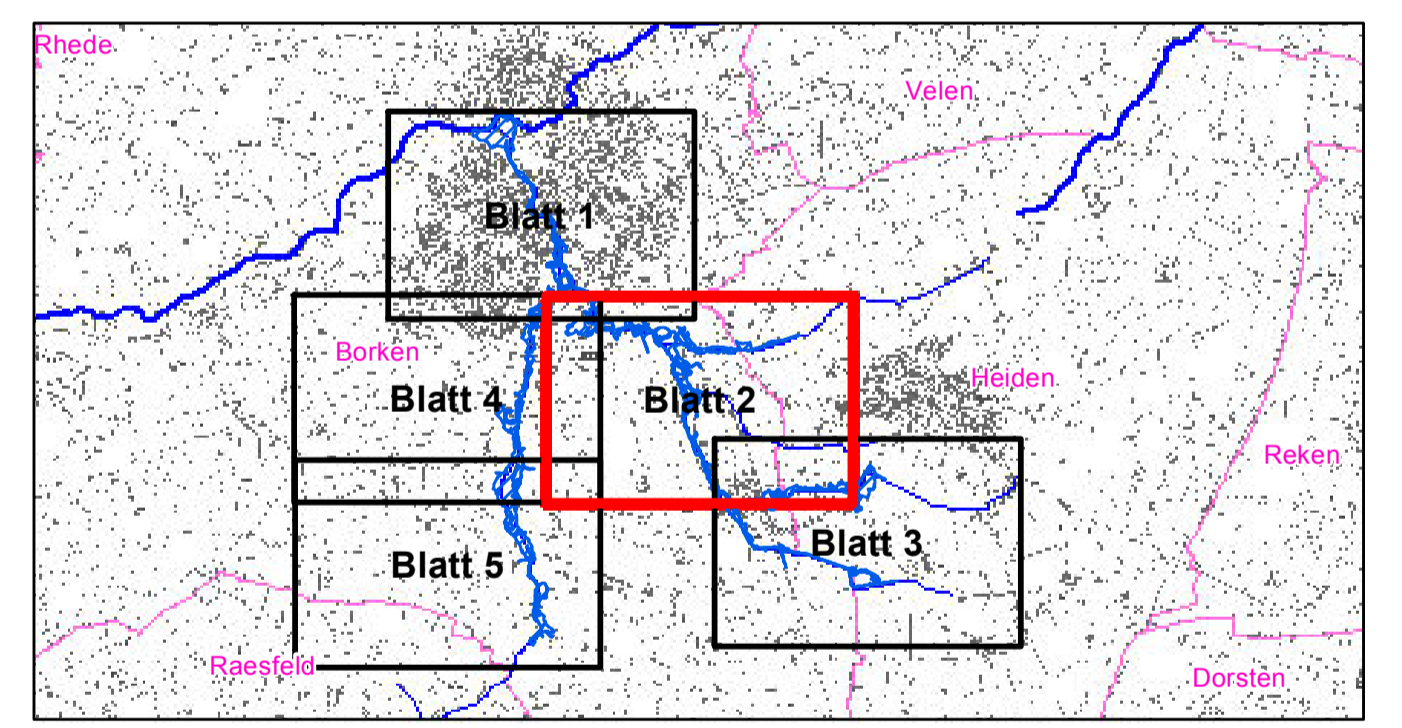 Rhede
Velen
Blatt 1
Borken
Heiden
Blatt 4
Blatt 2
Reken
Blatt 3
Blatt 5
Raesfeld
Dorsten